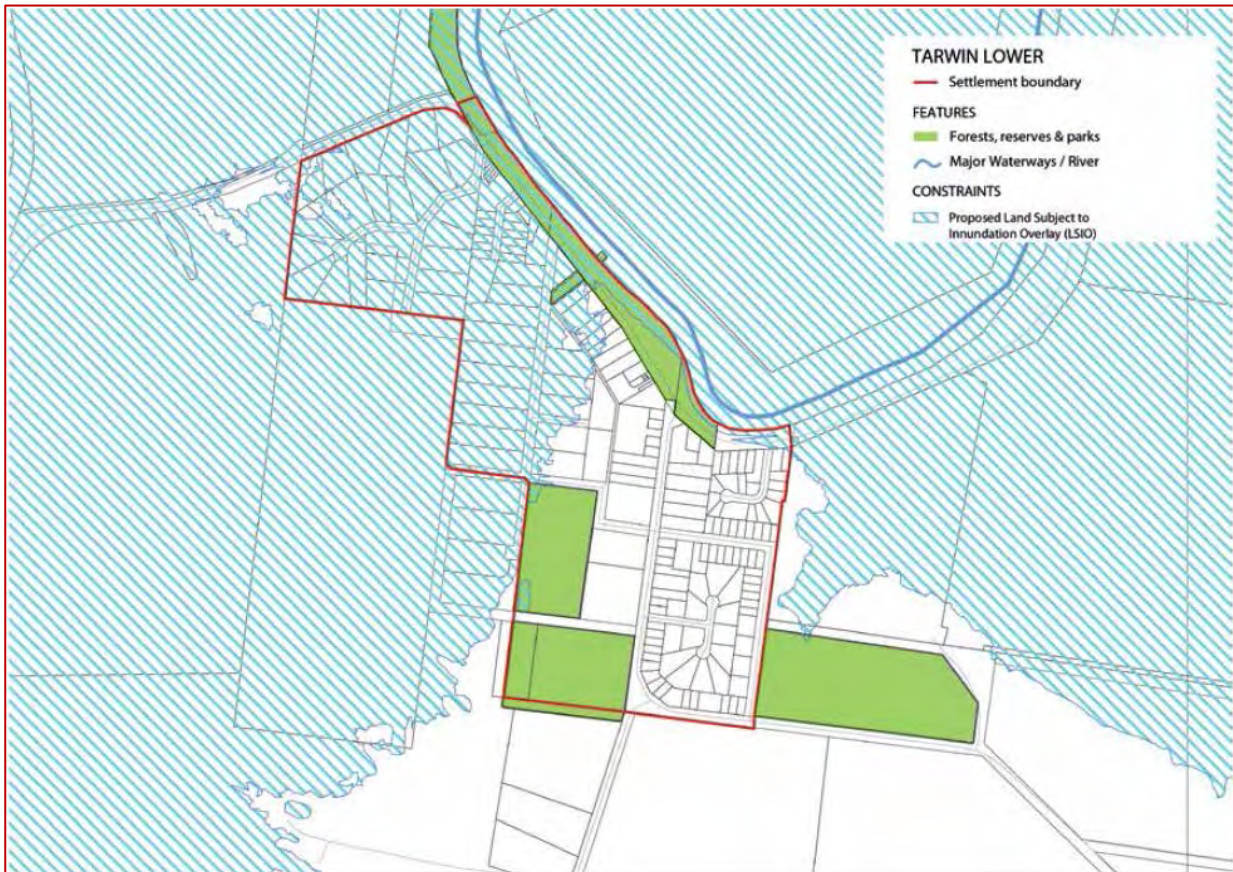 TARWIN LOWER
Settlement boundary
FEATURES
Forests, reserves & parks
Major Waterways / River
CONSTRAINTS
Proposed Land Subject to
Innundation Overlay (LSIO)